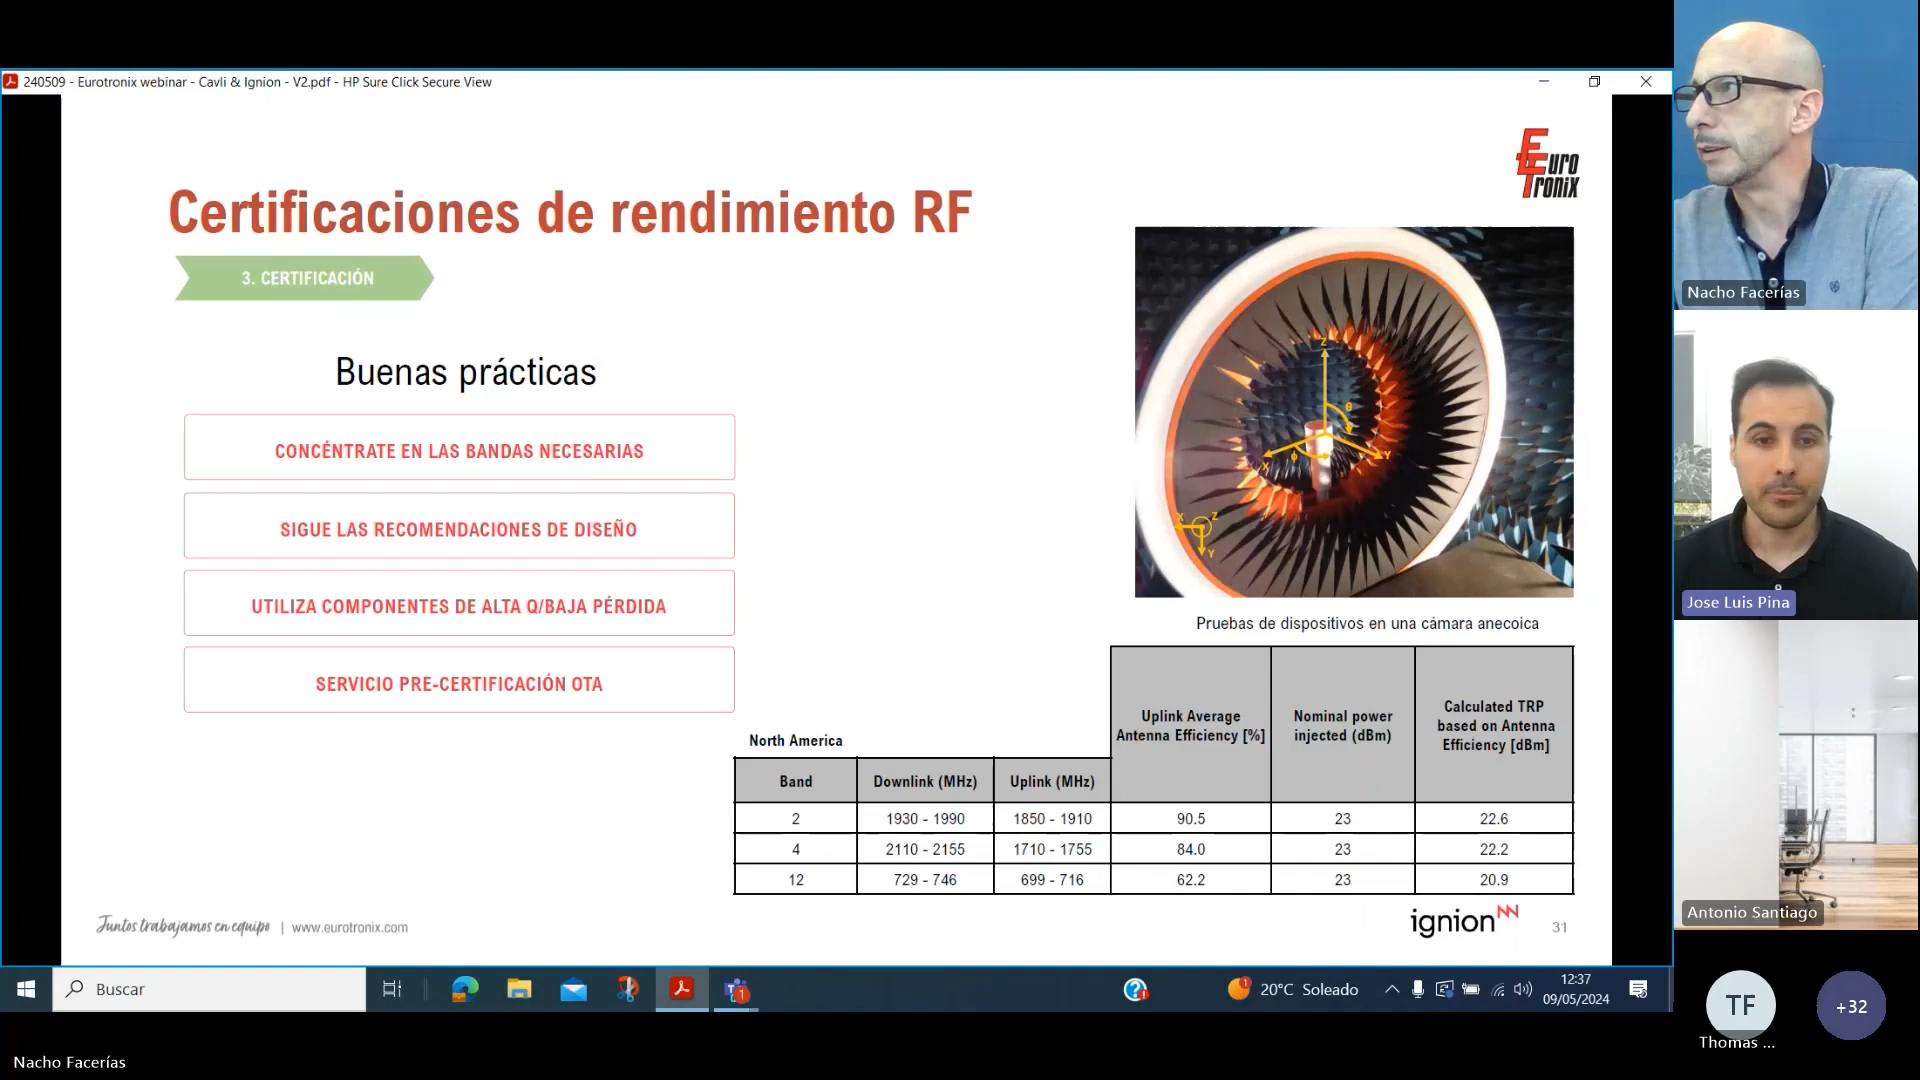 240509 - Eurotronix webinar - Cavli & Ignion - V2.pdf - HP Sure Click Secure View
EuroTronix
Certificaciones de rendimiento RF
3. CERTIFICACIÓN
Buenas prácticas
CONCÉNTRATE EN LAS BANDAS NECESARIAS
SIGUE LAS RECOMENDACIONES DE DISEÑO
UTILIZA COMPONENTES DE ALTA Q/BAJA PÉRDIDA
SERVICIO PRE-CERTIFICACIÓN OTA
Z
θ
X
ϕ
Y
X
Z
Y
Pruebas de dispositivos en una cámara anecoica
North America
Band Downlink (MHz) Uplink (MHz) Uplink Average Antenna Efficiency [%] Nominal power injected (dBm) Calculated TRP based on Antenna Efficiency [dBm]
2 1930 - 1990 1850 - 1910 90.5 23 22.6
4 2110 - 2155 1710 - 1755 84.0 23 22.2
12 729 - 746 699 - 716 62.2 23 20.9
Juntos trabajamos en equipo | www.eurotronix.com
ignion
31
Buscar
1
1
20°C Soleado
12:37
09/05/2024
Nacho Facerías
Jose Luis Pina
Antonio Santiago
TF
Thomas ...
+32
Nacho Facerías